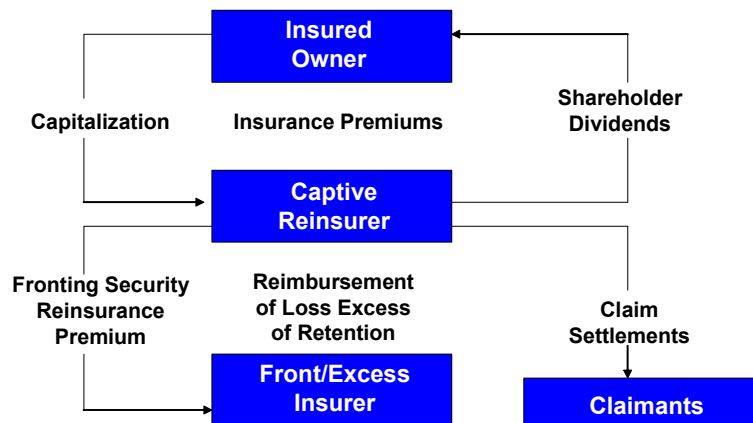 Insured
Owner
Capitalization
Insurance Premiums
Shareholder
Dividends
Captive
Reinsurer
Fronting Security
Reinsurance
Premium
Reimbursement
of Loss Excess
of Retention
Claim
Settlements
Front/Excess
Insurer
Claimants